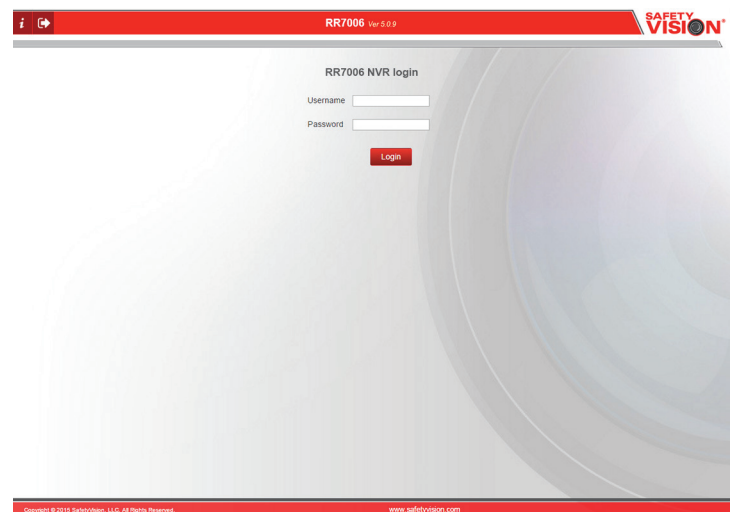 i
RR7006 Ver 5.0.9
SAFETY
VISION®
RR7006 NVR login
Username
Password
Login
Copyright © 2015 SafetyVision, LLC. All Rights Reserved.
www.safetyvision.com